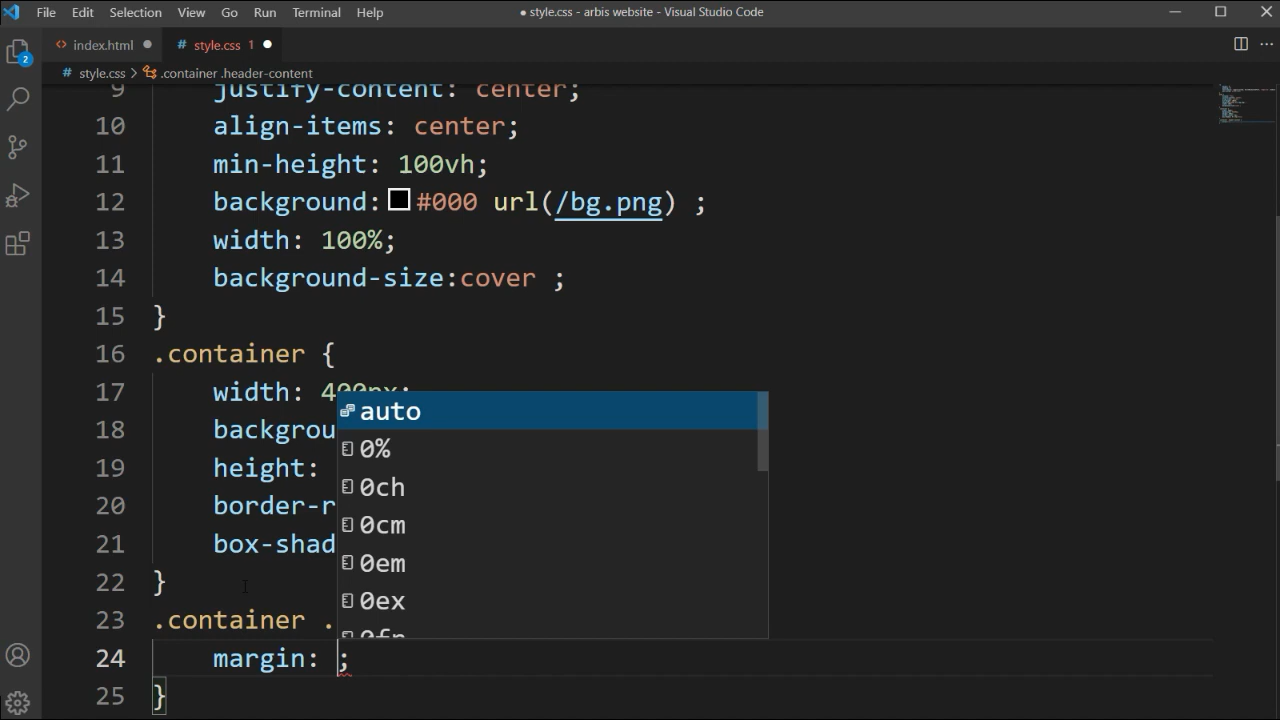 File Edit Selection View Go Run Terminal Help ● style.css - arbis website - Visual Studio Code
<> index.html ● # style.css 1 ●
# style.css > .container .header-content
9 justify-content: center;
10 align-items: center;
11 min-height: 100vh;
12 background: #000 url(/bg.png) ;
13 width: 100%;
14 background-size:cover ;
15 }
16 .container {
17 width: 400px;
18 backgrou
19 height:
20 border-r
21 box-shad
22 }
23 .container .
24 margin: ;
25 }
auto
0%
0ch
0cm
0em
0ex
0fr
2